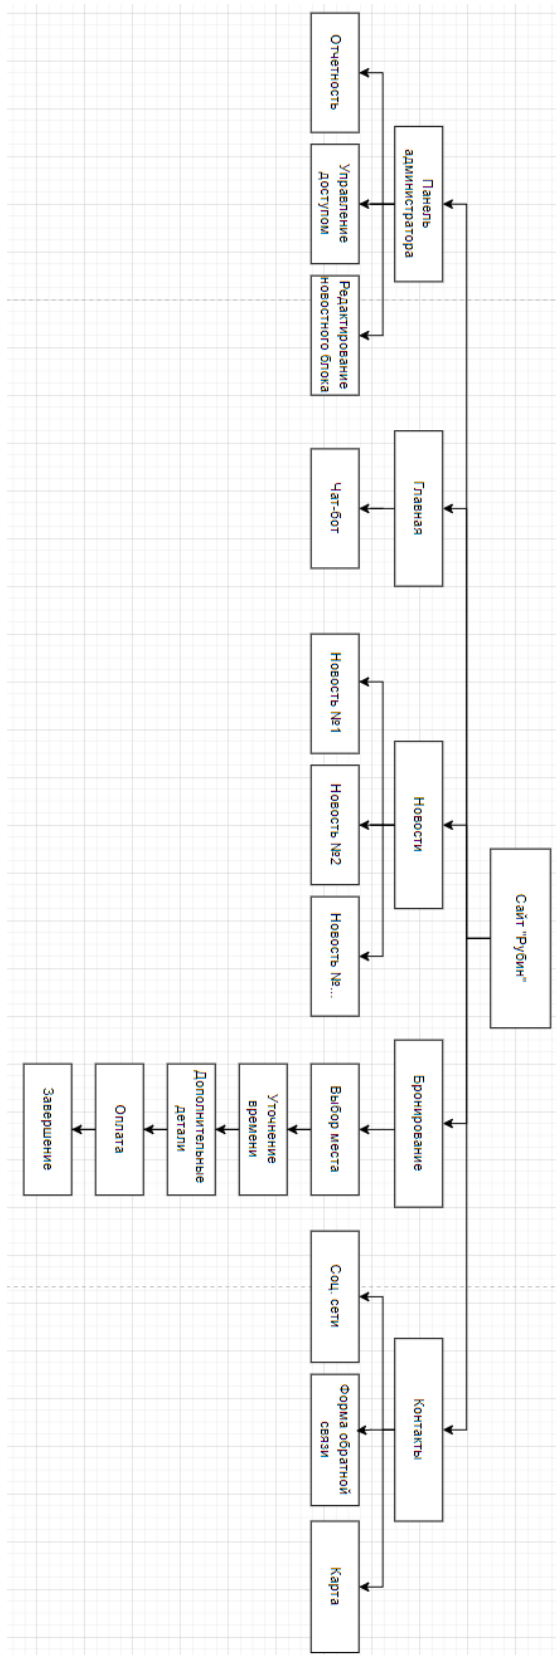 Сайт "Рубин"
Панель
администратора
Главная
Новости
Бронирование
Контакты
Отчетность
Управление
доступом
Редактирование
новостного блока
Чат-бот
Новость №1
Новость №2
Новость №...
Выбор места
Уточнение
времени
Дополнительные
детали
Оплата
Завершение
Соц. сети
Форма обратной
связи
Карта